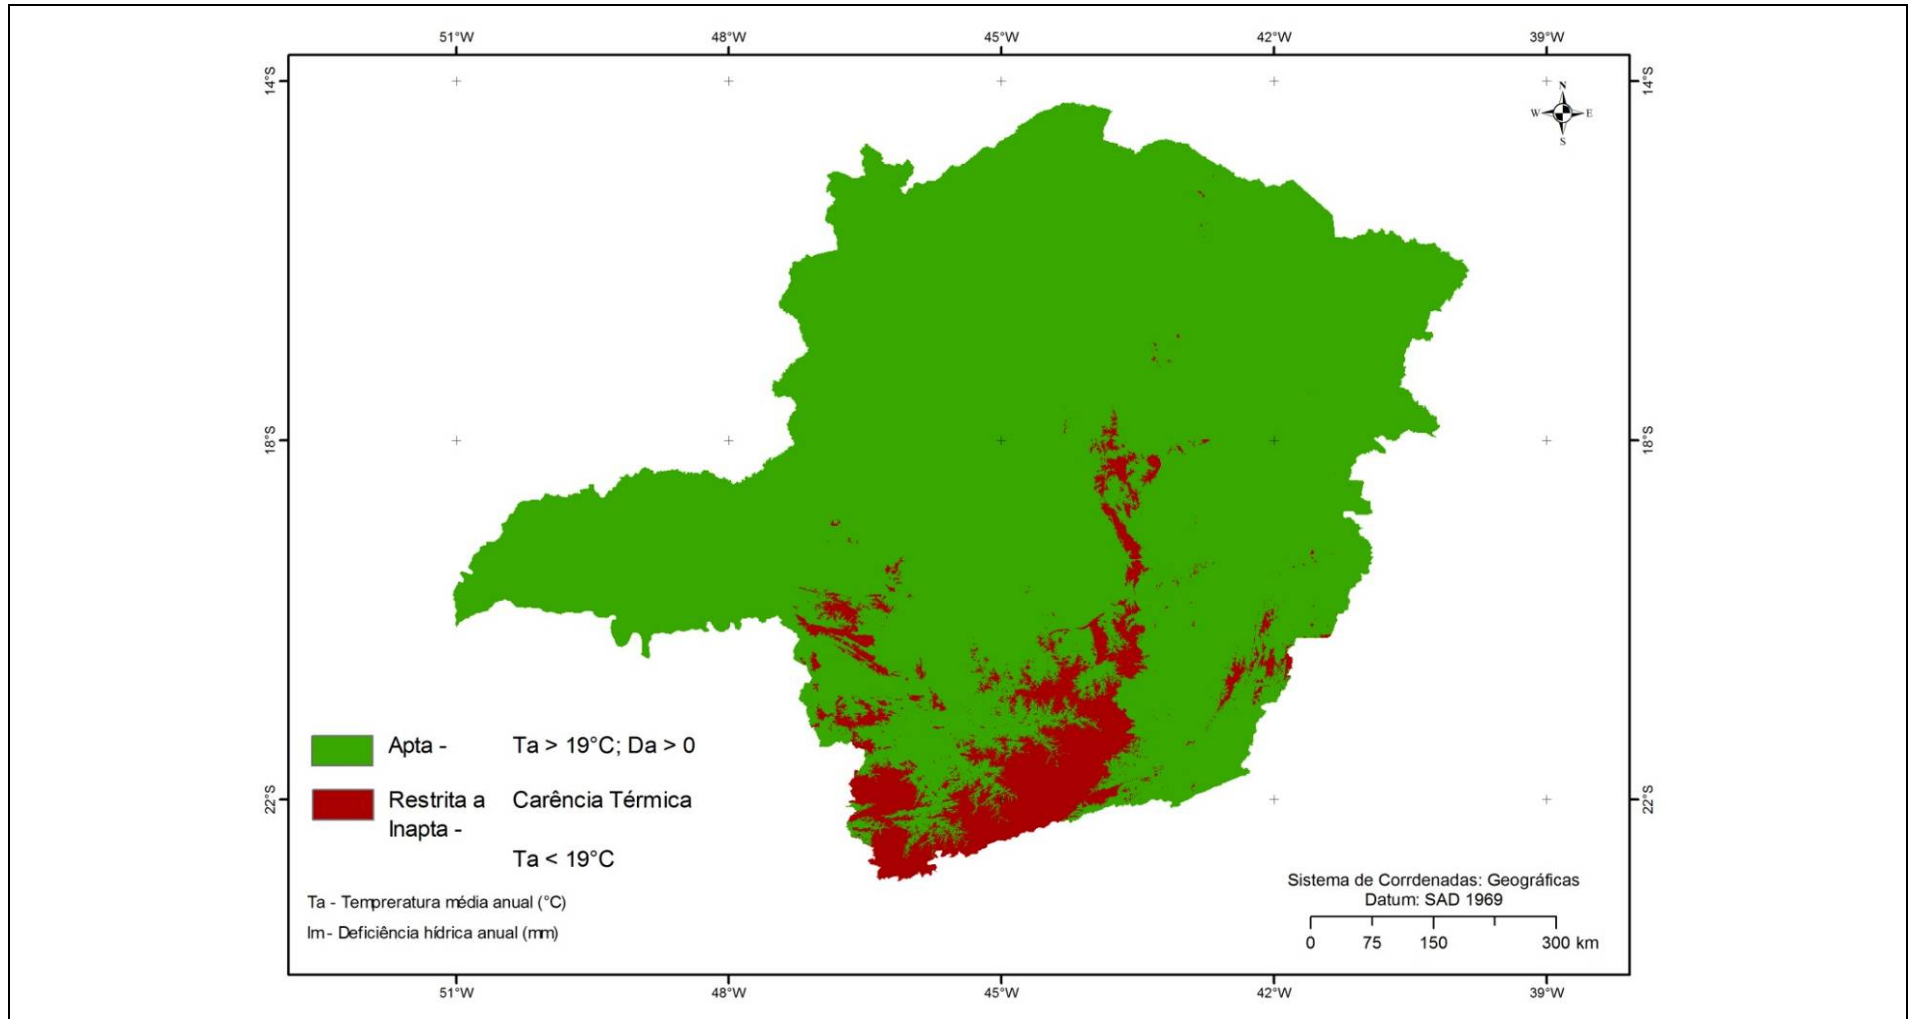 51°W 48°W 45°W 42°W 39°W
14°S 14°S
N
W E
S
18°S 18°S
Apta - Ta > 19°C; Da > 0
Restrita a Carência Térmica
Inapta -
Ta < 19°C
22°S 22°S
Ta - Tempreratura média anual (°C)
Im - Deficiência hídrica anual (mm)
Sistema de Corrdenadas: Geográficas
Datum: SAD 1969
0 75 150 300 km
51°W 48°W 45°W 42°W 39°W